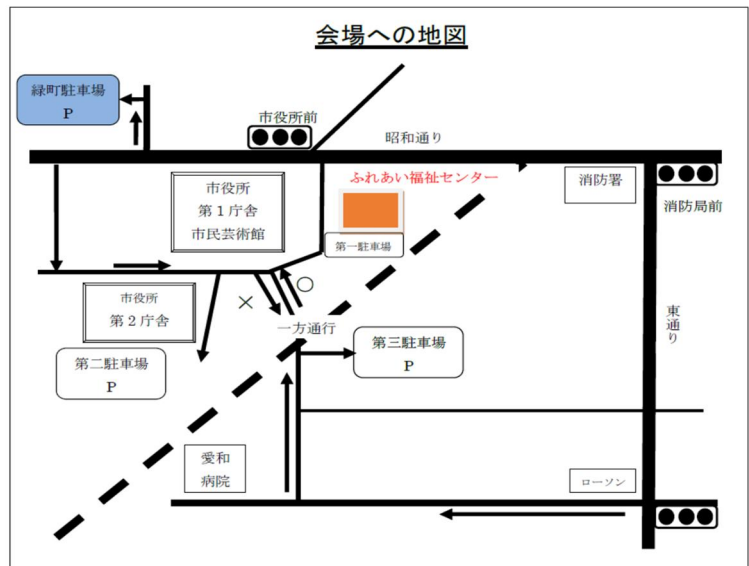 会場への地図
緑町駐車場
P
市役所前
昭和通り
市役所
第１庁舎
市民芸術館
ふれあい福祉センター
消防署
消防局前
第一駐車場
市役所
第２庁舎
×
○
一方通行
東通り
第二駐車場
P
第三駐車場
P
愛和
病院
ローソン